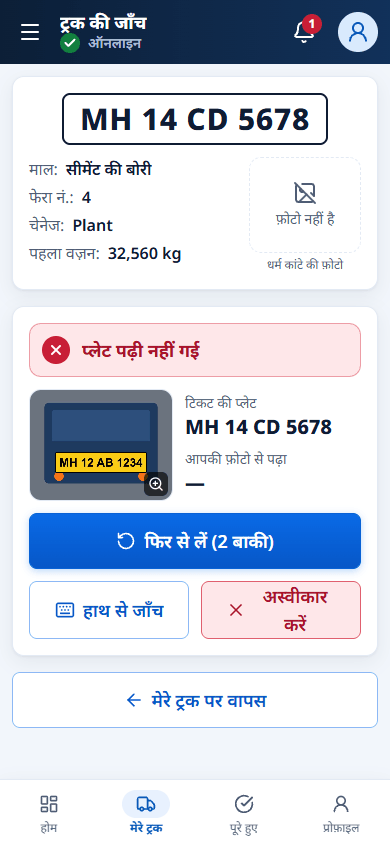 ट्रक की जाँच
ऑनलाइन
1
MH 14 CD 5678
माल: सीमेंट की बोरी
फेरा नं.: 4
चेनेज: Plant
पहला वज़न: 32,560 kg
फ़ोटो नहीं है
धर्म कांटे की फ़ोटो
प्लेट पढ़ी नहीं गई
MH 12 AB 1234
टिकट की प्लेट
MH 14 CD 5678
आपकी फ़ोटो से पढ़ा
—
फिर से लें (2 बाकी)
हाथ से जाँच
अस्वीकार
करें
मेरे ट्रक पर वापस
होम
मेरे ट्रक
पूरे हुए
प्रोफ़ाइल